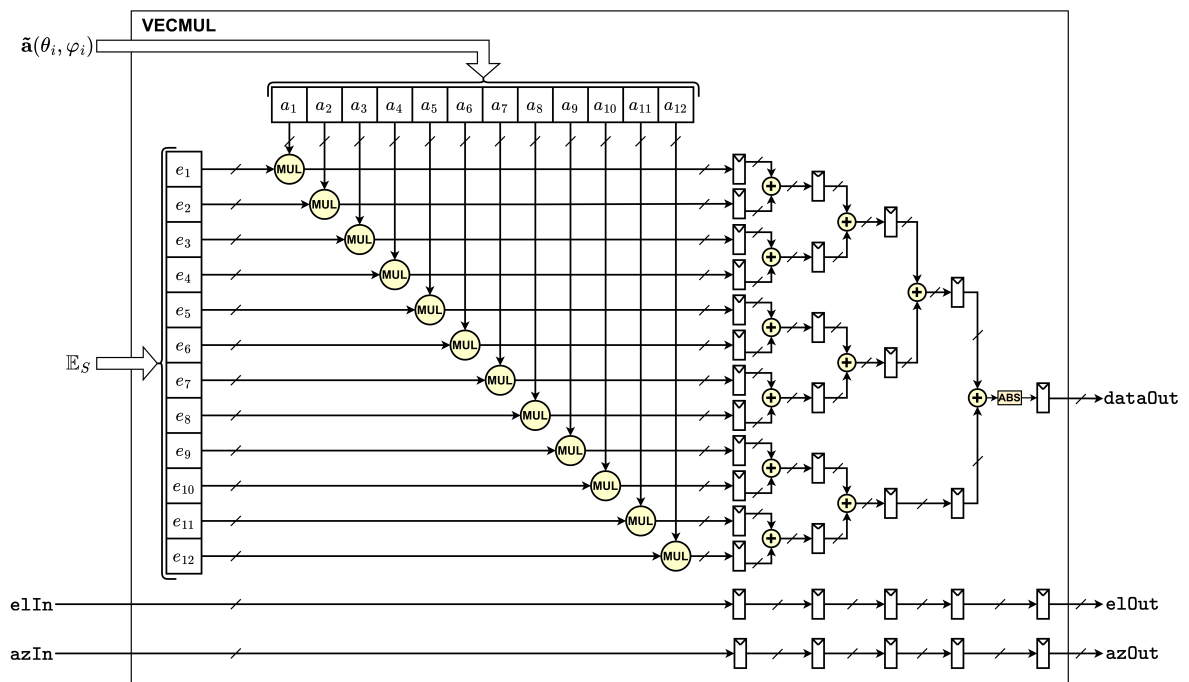 VECMUL
ã(θᵢ, φᵢ)
a₁ a₂ a₃ a₄ a₅ a₆ a₇ a₈ a₉ a₁₀ a₁₁ a₁₂
e₁ MUL
e₂ MUL
e₃ MUL
e₄ MUL
e₅ MUL
𝔼_S e₆ MUL
e₇ MUL
e₈ MUL
ABS dataOut
e₉ MUL
e₁₀ MUL
e₁₁ MUL
e₁₂ MUL
elIn elOut
azIn azOut